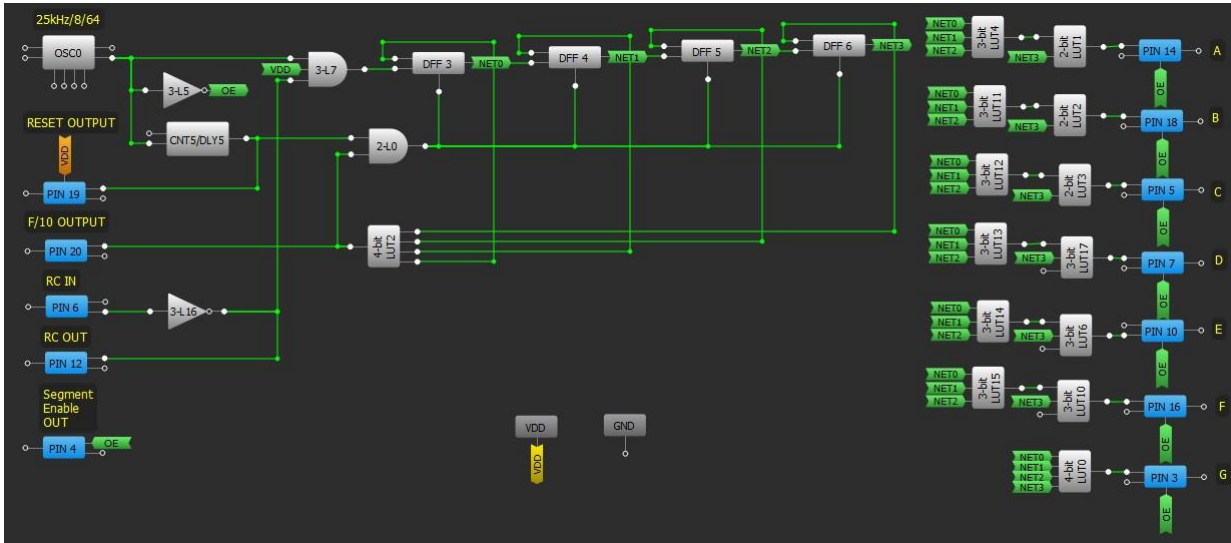 25kHz/8/64
OSC0
3-L5
OE
CNT5/DLY5
RESET OUTPUT
VDD
PIN 19
F/10 OUTPUT
PIN 20
RC IN
PIN 6
3-L16
RC OUT
PIN 12
Segment
Enable
OUT
PIN 4
OE
VDD
3-L7
2-L0
4-bit
LUT2
DFF 3
NET0
DFF 4
NET1
DFF 5
NET2
DFF 6
NET3
VDD
VDD
GND
NET0
NET1
NET2
3-bit
LUT4
NET3
2-bit
LUT1
PIN 14
A
OE
NET0
NET1
NET2
3-bit
LUT11
NET3
2-bit
LUT2
PIN 18
B
OE
NET0
NET1
NET2
3-bit
LUT12
NET3
2-bit
LUT3
PIN 5
C
OE
NET0
NET1
NET2
3-bit
LUT13
NET3
3-bit
LUT17
PIN 7
D
OE
NET0
NET1
NET2
3-bit
LUT14
NET3
3-bit
LUT6
PIN 10
E
OE
NET0
NET1
NET2
3-bit
LUT15
NET3
3-bit
LUT10
PIN 16
F
OE
NET0
NET1
NET2
NET3
4-bit
LUT0
PIN 3
G
OE